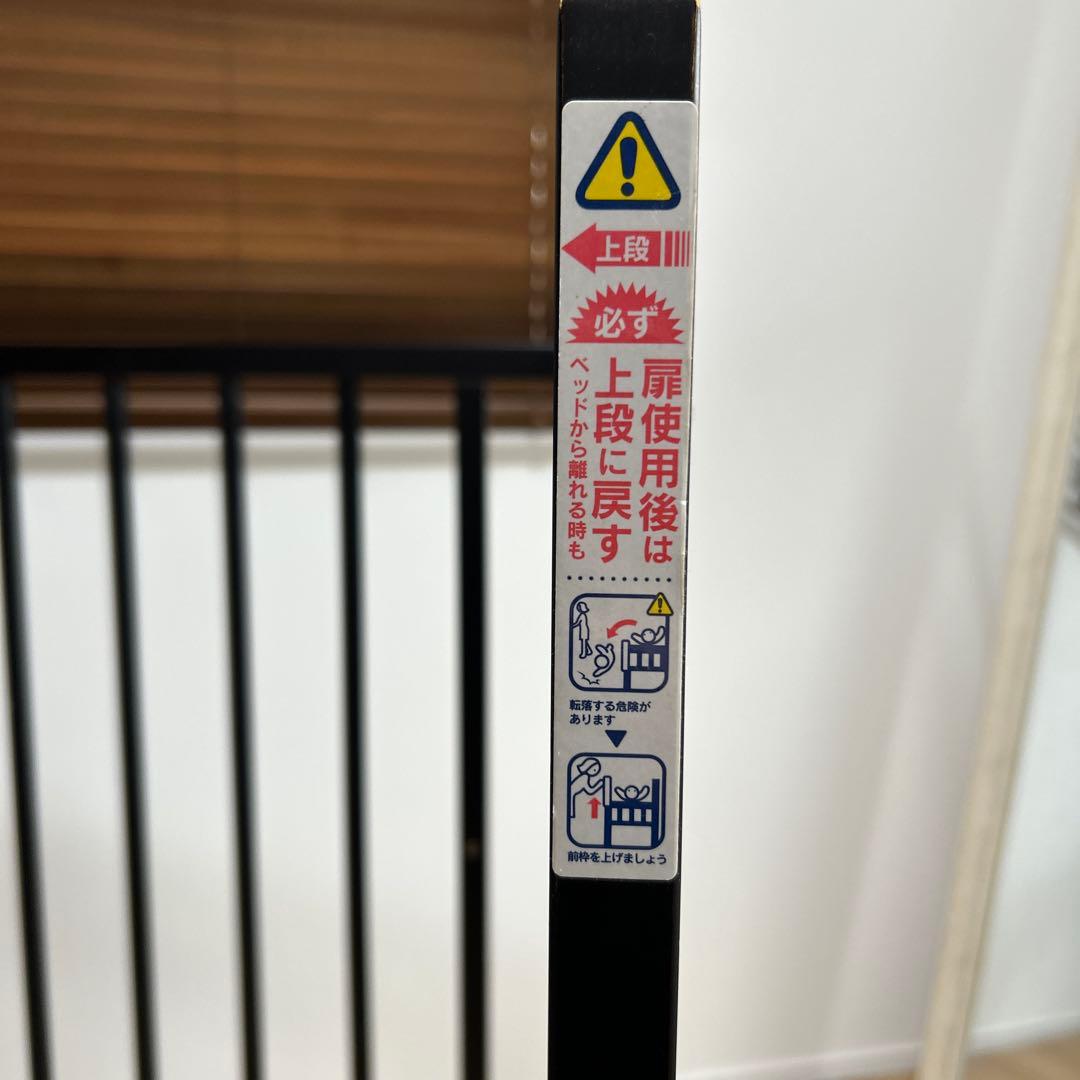 上段
必ず
扉使用後は
上段に戻す
ベッドから離れる時も
転落する危険が
あります
前枠を上げましょう